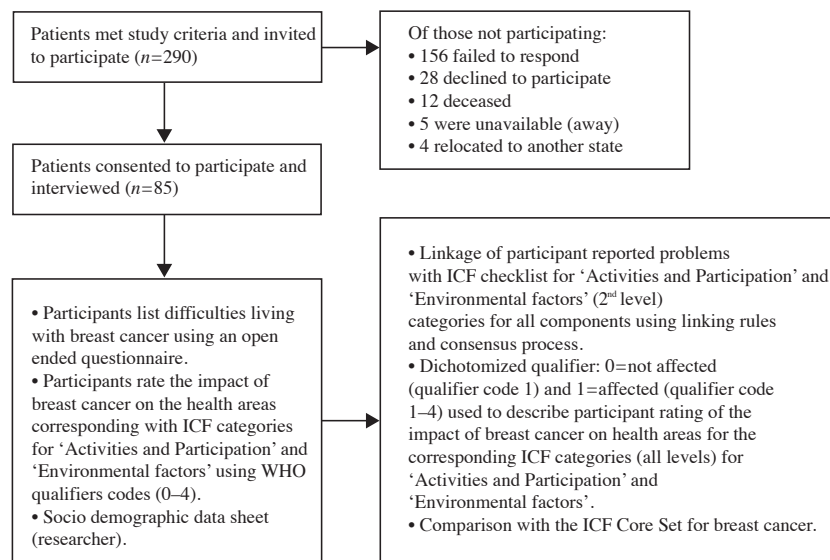 Patients met study criteria and invited
to participate (n=290)
Of those not participating:
• 156 failed to respond
• 28 declined to participate
• 12 deceased
• 5 were unavailable (away)
• 4 relocated to another state
Patients consented to participate and
interviewed (n=85)
• Participants list difficulties living
with breast cancer using an open
ended questionnaire.
• Participants rate the impact of
breast cancer on the health areas
corresponding with ICF categories
for ‘Activities and Participation’ and
‘Environmental factors’ using WHO
qualifiers codes (0–4).
• Socio demographic data sheet
(researcher).
• Linkage of participant reported problems
with ICF checklist for ‘Activities and Participation’ and
‘Environmental factors’ (2nd level)
categories for all components using linking rules
and consensus process.
• Dichotomized qualifier: 0=not affected
(qualifier code 1) and 1=affected (qualifier code
1–4) used to describe participant rating of the
impact of breast cancer on health areas for the
corresponding ICF categories (all levels) for
‘Activities and Participation’ and
‘Environmental factors’.
• Comparison with the ICF Core Set for breast cancer.